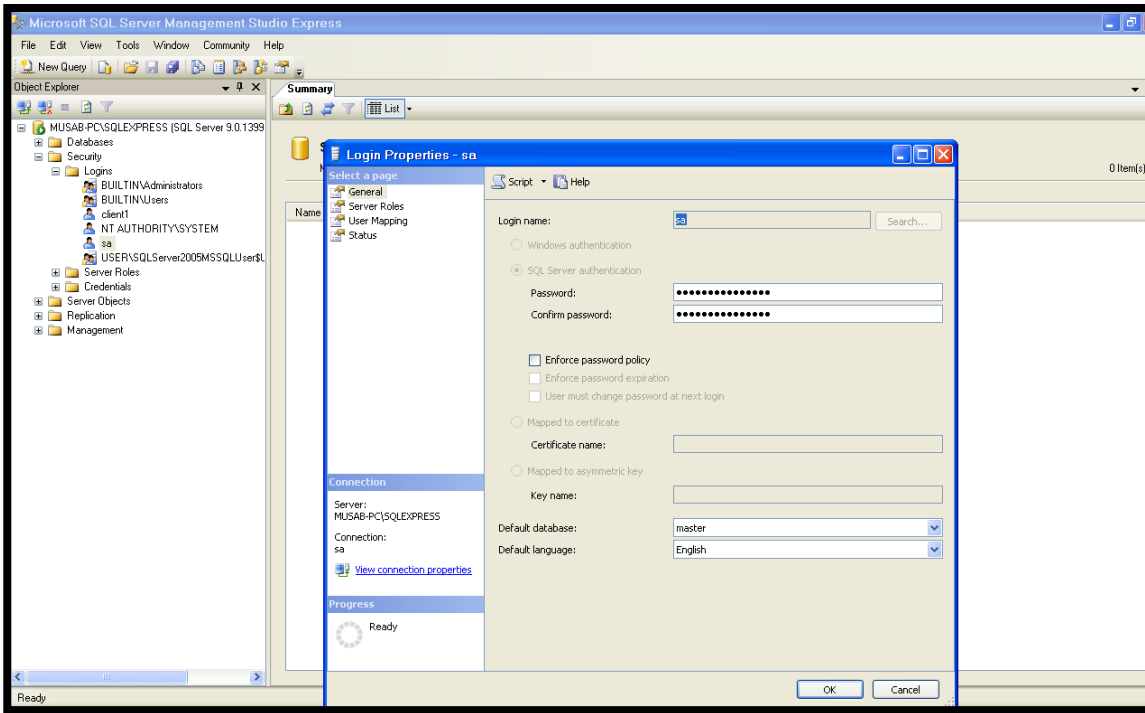 Microsoft SQL Server Management Studio Express
File Edit View Tools Window Community Help
New Query
Object Explorer
MUSAB-PC\SQLEXPRESS (SQL Server 9.0.1399
Databases
Security
Logins
BUILTIN\Administrators
BUILTIN\Users
client1
NT AUTHORITY\SYSTEM
sa
USER\SQLServer2005MSSQLUser$U
Server Roles
Credentials
Server Objects
Replication
Management
Ready
Summary
List
0 Item(s)
Name
Login Properties - sa
Select a page
General
Server Roles
User Mapping
Status
Connection
Server:
MUSAB-PC\SQLEXPRESS
Connection:
sa
View connection properties
Progress
Ready
Script Help
Login name: sa Search...
Windows authentication
SQL Server authentication
Password: ●●●●●●●●●●●●●●●
Confirm password: ●●●●●●●●●●●●●●●
Enforce password policy
Enforce password expiration
User must change password at next login
Mapped to certificate
Certificate name:
Mapped to asymmetric key
Key name:
Default database: master
Default language: English
OK Cancel